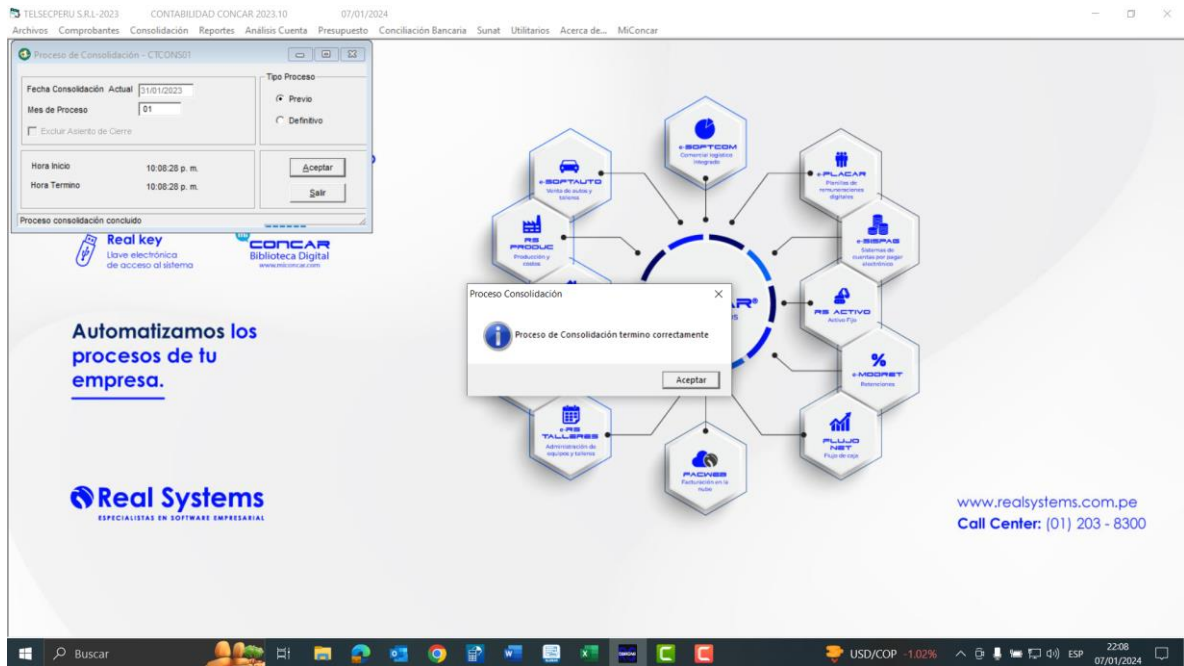 TELSECPERU S.R.L-2023 CONTABILIDAD CONCAR 2023.10 07/01/2024
Archivos Comprobantes Consolidación Reportes Análisis Cuenta Presupuesto Conciliación Bancaria Sunat Utilitarios Acerca de... MiConcar
Proceso de Consolidación - CTCONS01
Fecha Consolidación Actual 31/01/2023
Mes de Proceso 01
Excluir Asiento de Cierre
Tipo Proceso
Previo
Definitivo
Hora Inicio 10:08:28 p. m.
Hora Termino 10:08:28 p. m.
Aceptar
Salir
Proceso consolidación concluido
Real key
Llave electrónica
de acceso al sistema
CONCAR
Biblioteca Digital
www.miconcar.com
e-SOFTCOM
Comercial logístico
integrado
e-SOFTAUTO
Venta de autos y
talleres
e-PLACAR
Planillas de
remuneraciones
digitales
RS
PRODUC
Producción y
costos
e-SISPAG
Sistemas de
cuentas por pagar
electrónico
RS ACTIVO
Activo Fijo
Proceso Consolidación
Proceso de Consolidación termino correctamente
Aceptar
e-MODRET
Retenciones
e-RS
TALLERES
Administración de
equipos y talleres
FLUJO
NET
Flujo de caja
FACWEB
Facturación en la
nube
Automatizamos los
procesos de tu
empresa.
Real Systems
ESPECIALISTAS EN SOFTWARE EMPRESARIAL
www.realsystems.com.pe
Call Center: (01) 203 - 8300
Buscar
USD/COP -1.02%
ESP
22:08
07/01/2024